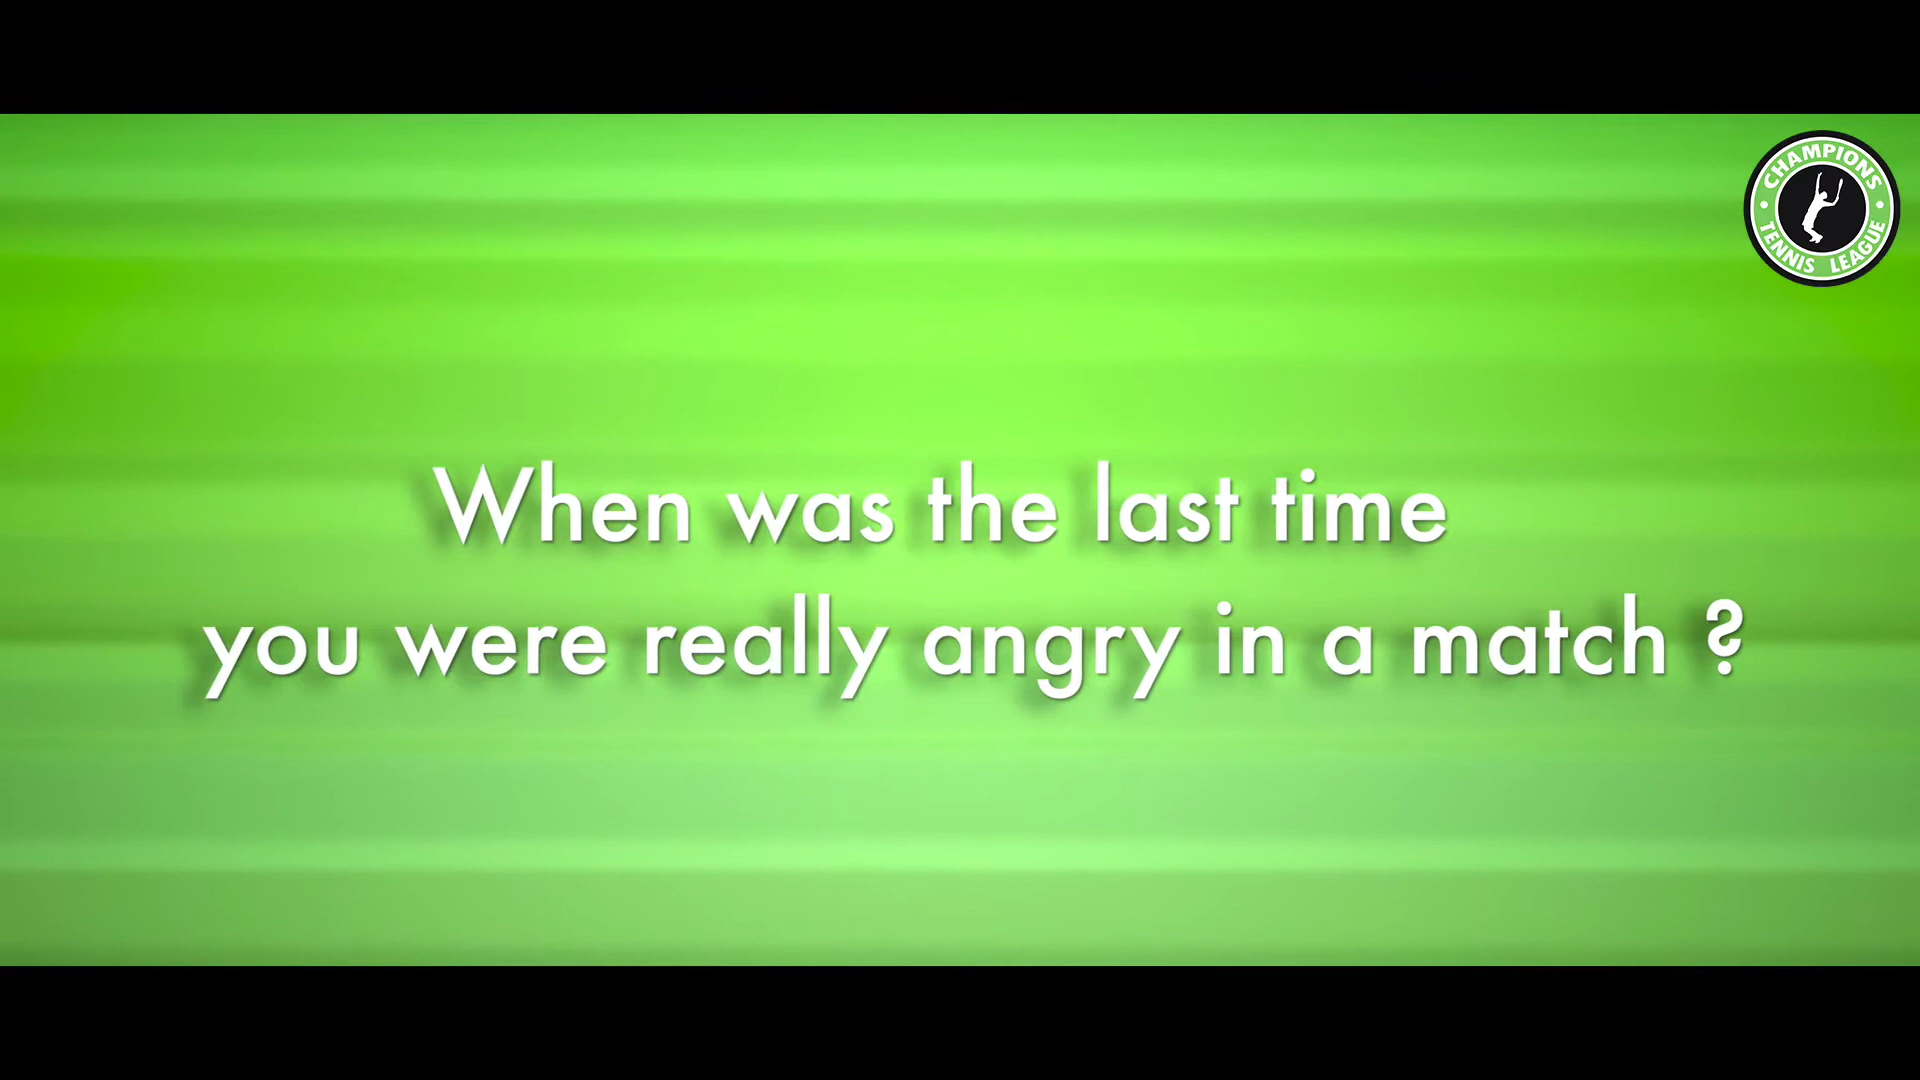 CHAMPIONS
TENNIS LEAGUE
When was the last time
you were really angry in a match ?